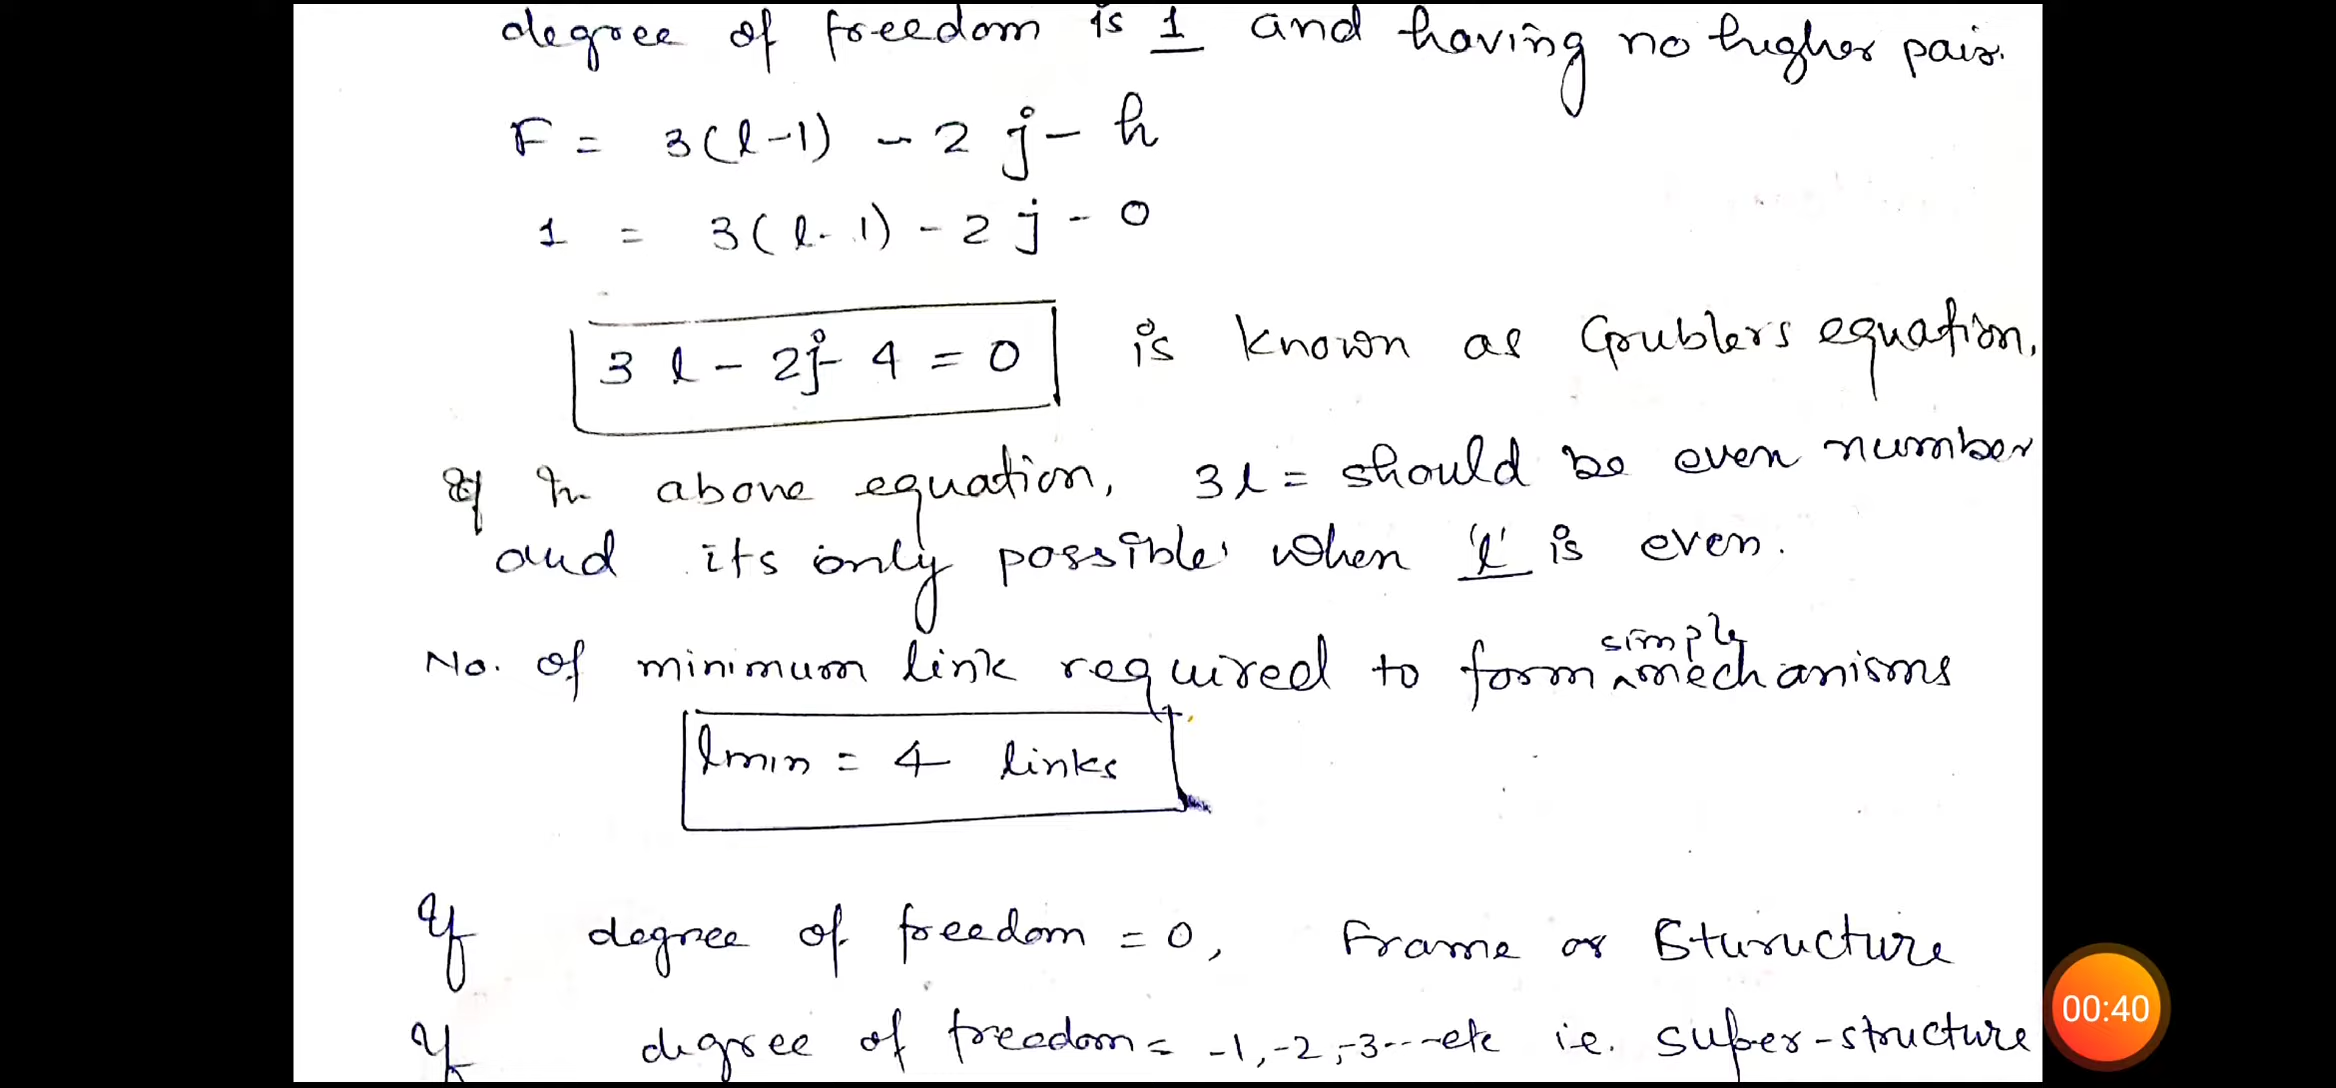 degree of freedom is 1 and having no higher pair.
F = 3(l-1) - 2j - h
1 = 3(l-1) - 2j - 0
3l - 2j - 4 = 0 is known as Grublers equation,
In above equation, 3l = should be even number
and its only possible when 'l' is even.
No. of minimum link required to form simple mechanisms
lmin = 4 links
If degree of freedom = 0, Frame or Sturucture
If degree of freedom = -1, -2, -3---etc i.e. super-structure
00:40